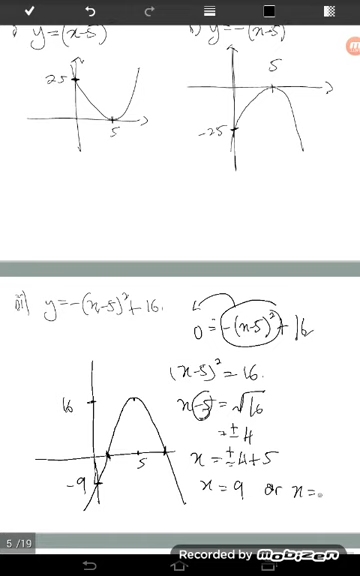 i) y=(x-5)²
ii) y=-(x-5)²
25
5
5
-25
iii) y=-(x-5)²+16.
0=-(x-5)²+16
(x-5)²=16.
x-5=√16
=±4
x=±4+5
x=9 or x=
16
5
-9
5 / 19
Recorded by mobizen